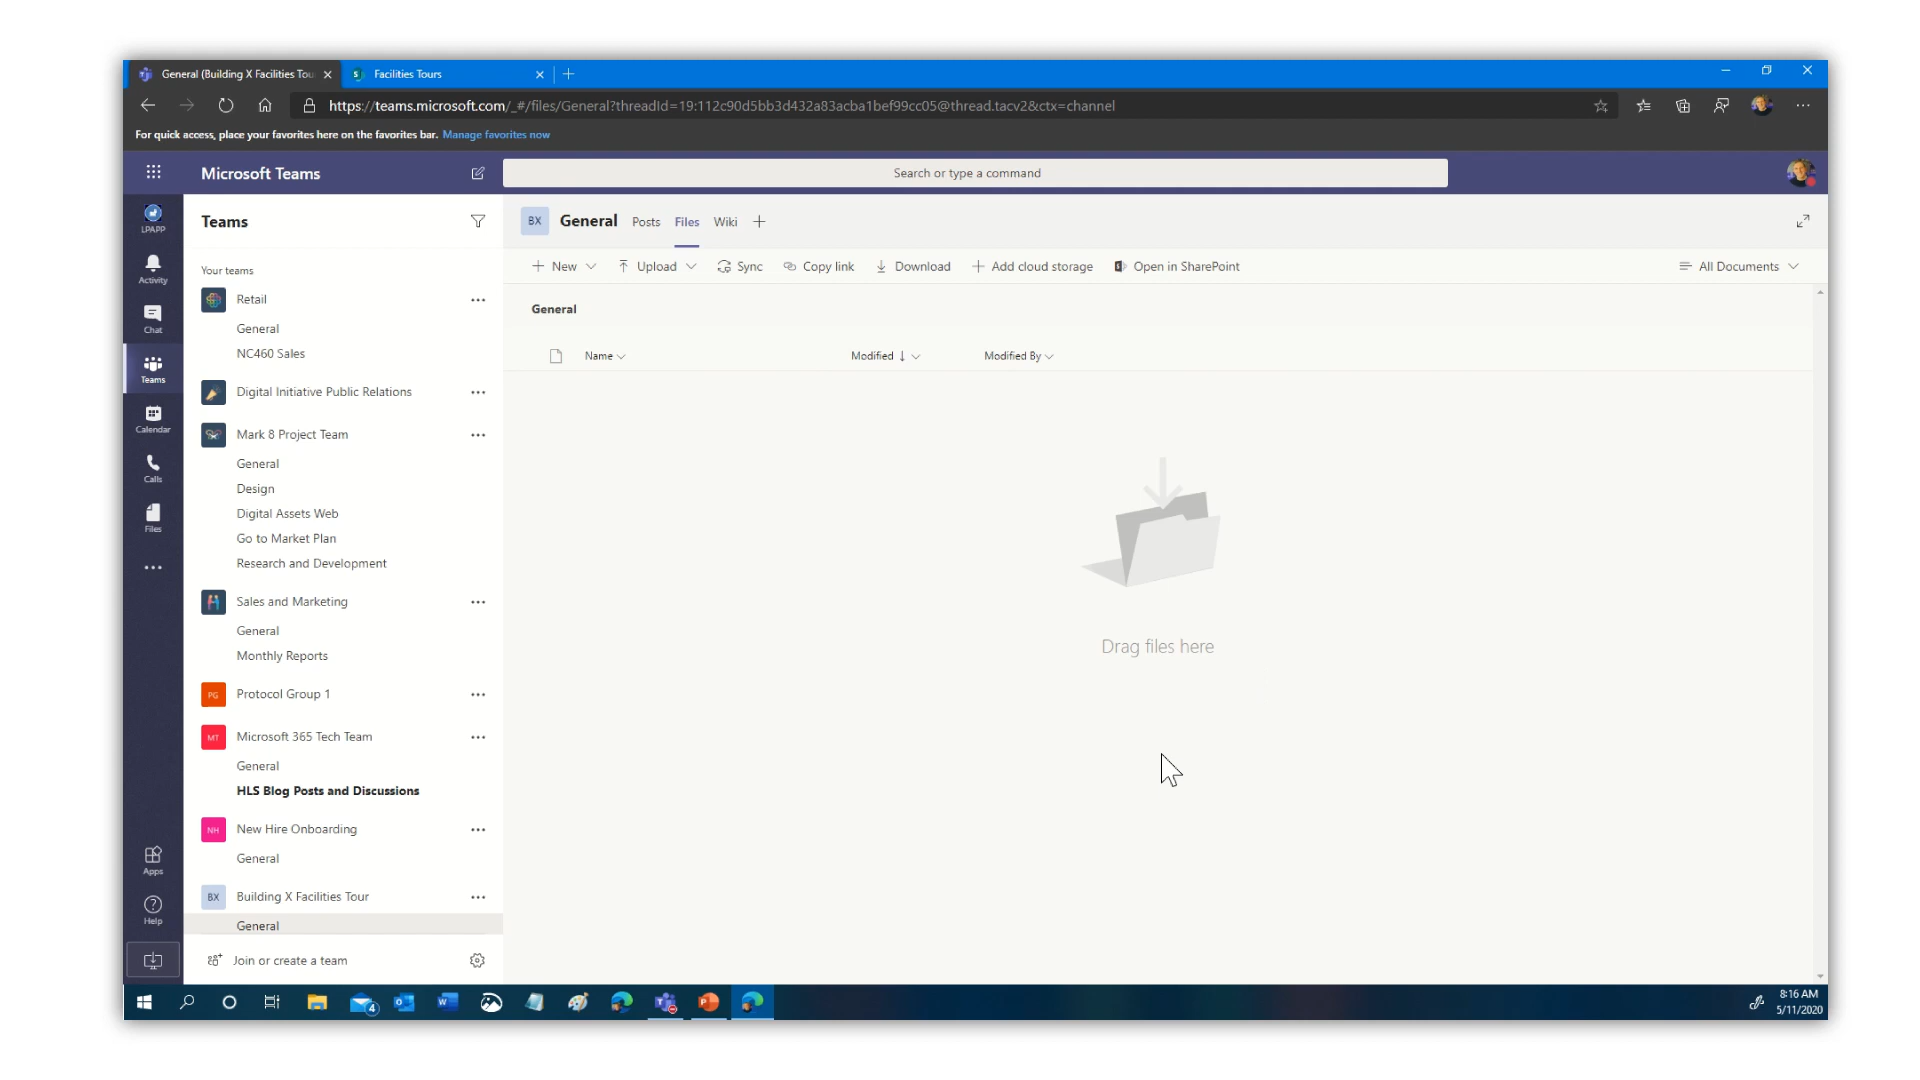 General (Building X Facilities Tou
Facilities Tours
https://teams.microsoft.com/_#/files/General?threadId=19:112c90d5bb3d432a83acba1bef99cc05@thread.tacv2&ctx=channel
For quick access, place your favorites here on the favorites bar. Manage favorites now
Microsoft Teams
Search or type a command
LPAPP
Activity
Chat
Teams
Calendar
Calls
Files
Apps
Help
Teams
Your teams
Retail
General
NC460 Sales
Digital Initiative Public Relations
Mark 8 Project Team
General
Design
Digital Assets Web
Go to Market Plan
Research and Development
Sales and Marketing
General
Monthly Reports
PG Protocol Group 1
MT Microsoft 365 Tech Team
General
HLS Blog Posts and Discussions
NH New Hire Onboarding
General
BX Building X Facilities Tour
General
Join or create a team
BX General Posts Files Wiki
New Upload Sync Copy link Download Add cloud storage Open in SharePoint All Documents
General
Name Modified Modified By
Drag files here
4
8:16 AM
5/11/2020